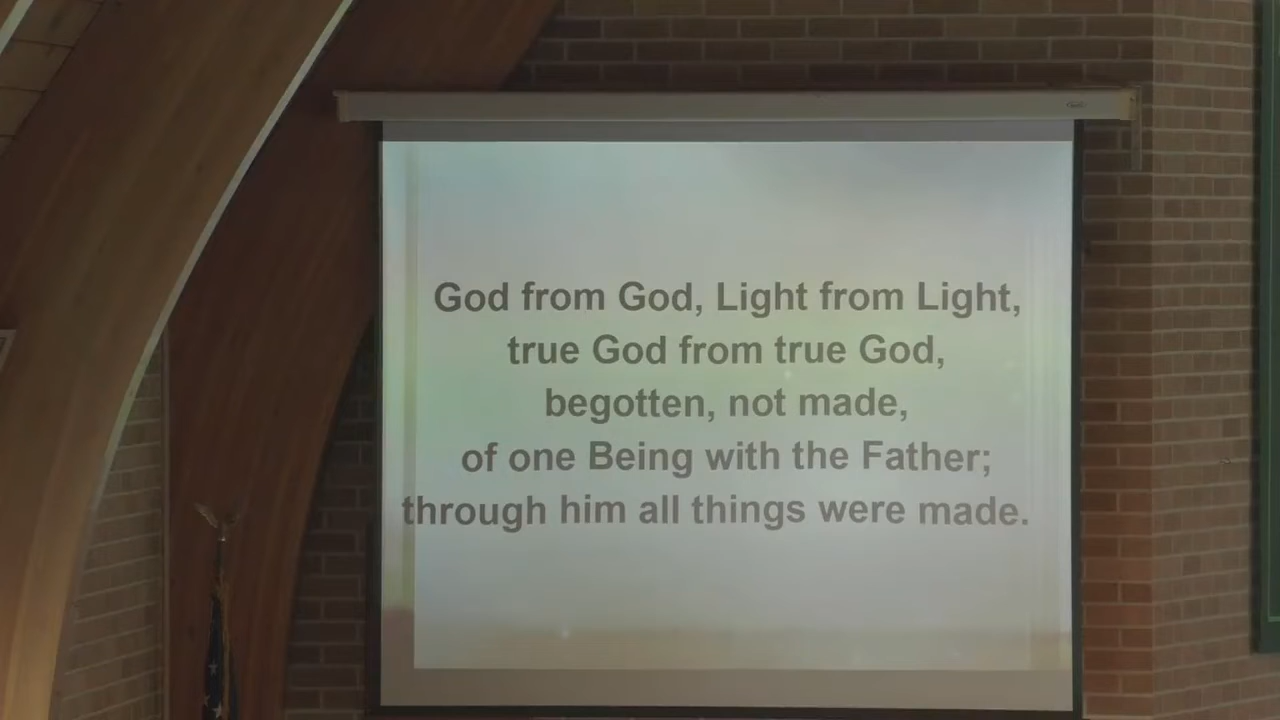 God from God, Light from Light,
true God from true God,
begotten, not made,
of one Being with the Father;
through him all things were made.